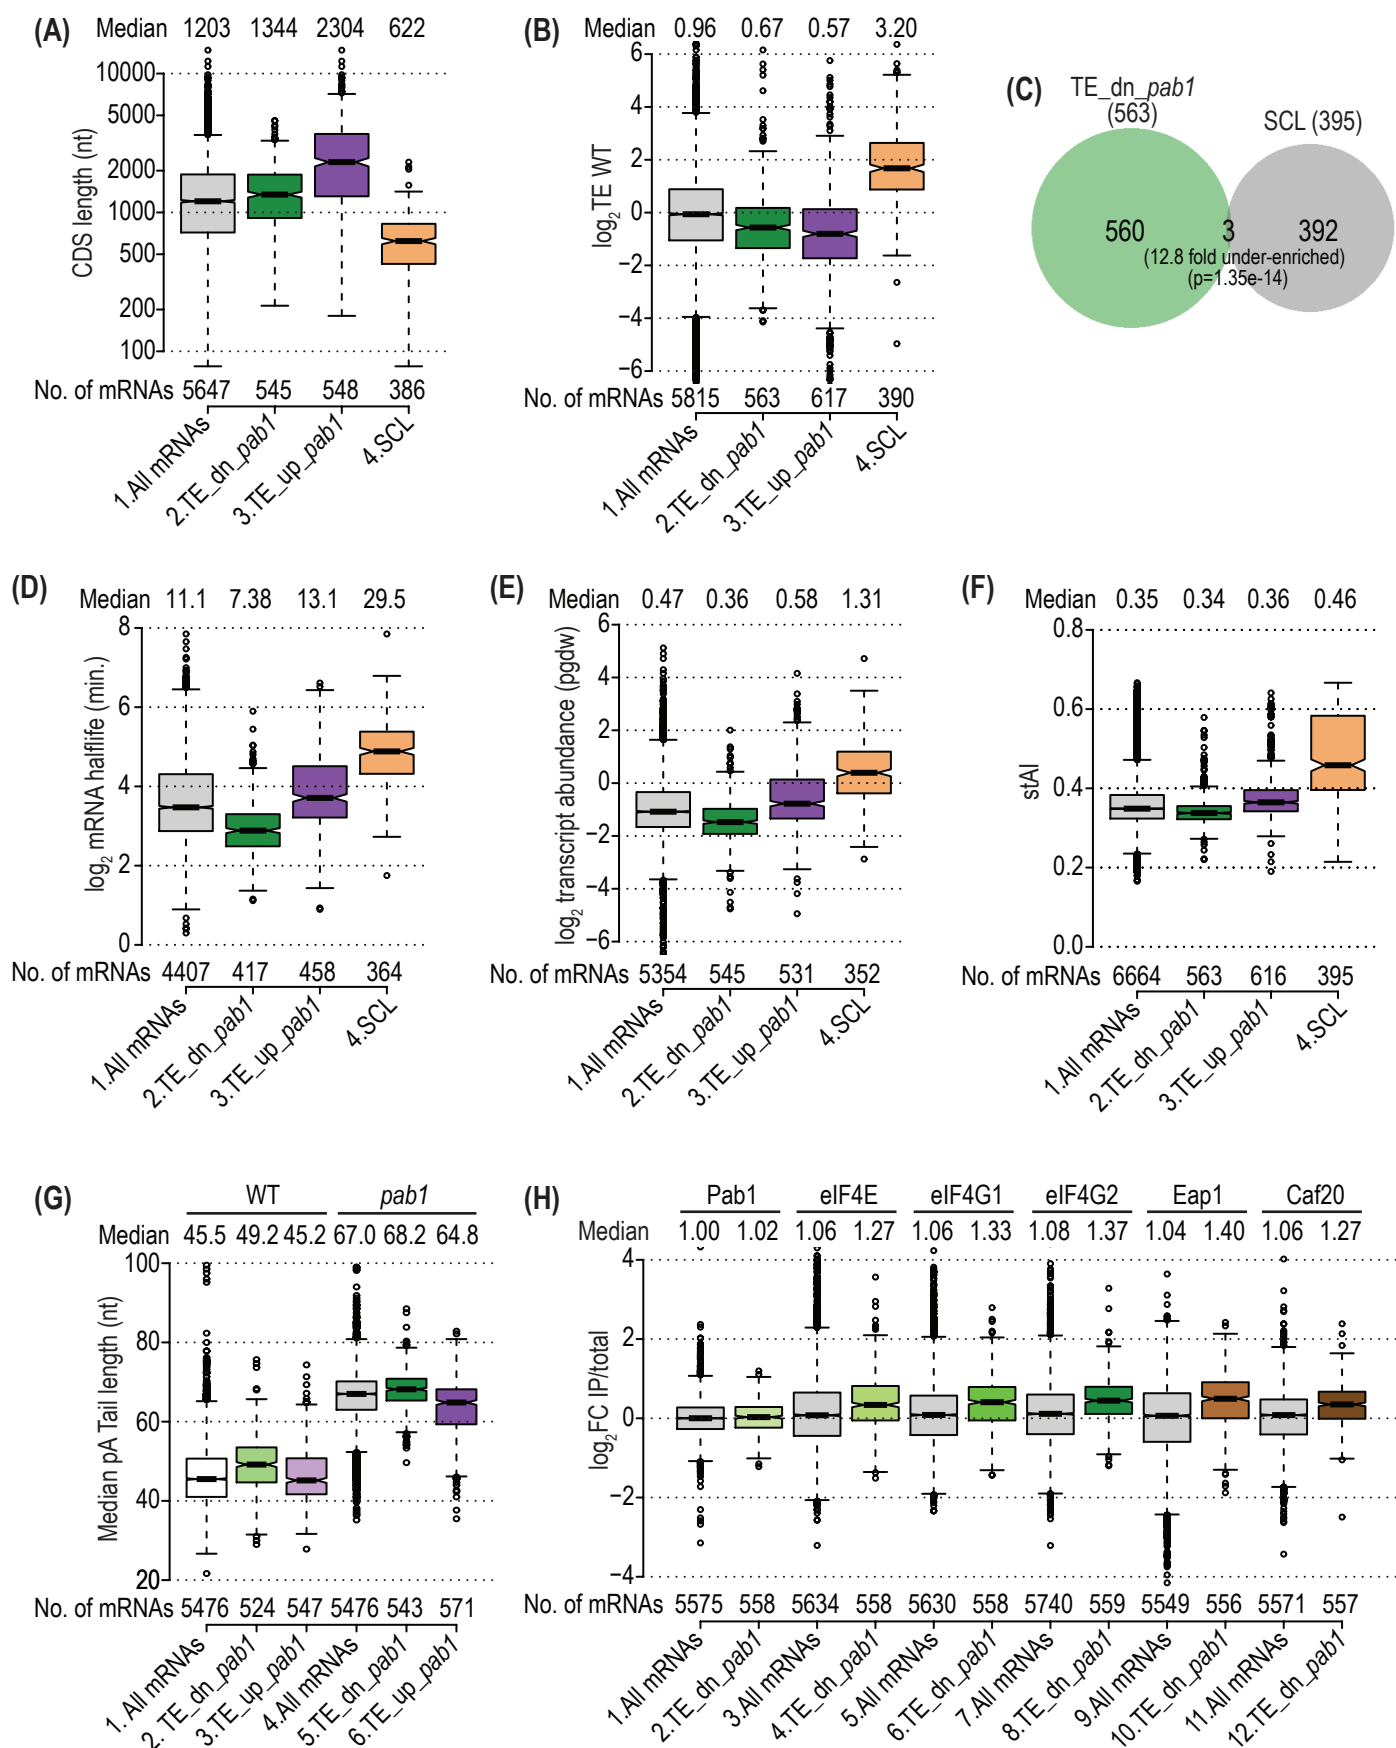 (A)
Median 1203 1344 2304 622
CDS length (nt)
10000
5000
2000
1000
500
200
100
No. of mRNAs 5647 545 548 386
1.All mRNAs
2.TE_dn_pab1
3.TE_up_pab1
4.SCL
(B)
Median 0.96 0.67 0.57 3.20
log2 TE WT
6
4
2
0
−2
−4
−6
No. of mRNAs 5815 563 617 390
1.All mRNAs
2.TE_dn_pab1
3.TE_up_pab1
4.SCL
(C)
TE_dn_pab1
(563)
SCL (395)
560 3 392
(12.8 fold under-enriched)
(p=1.35e-14)
(D)
Median 11.1 7.38 13.1 29.5
log2 mRNA halflife (min.)
8
6
4
2
0
No. of mRNAs 4407 417 458 364
1.All mRNAs
2.TE_dn_pab1
3.TE_up_pab1
4.SCL
(E)
Median 0.47 0.36 0.58 1.31
log2 transcript abundance (pgdw)
6
4
2
0
−2
−4
−6
No. of mRNAs 5354 545 531 352
1.All mRNAs
2.TE_dn_pab1
3.TE_up_pab1
4.SCL
(F)
Median 0.35 0.34 0.36 0.46
stAI
0.8
0.6
0.4
0.2
0.0
No. of mRNAs 6664 563 616 395
1.All mRNAs
2.TE_dn_pab1
3.TE_up_pab1
4.SCL
(G)
WT pab1
Median 45.5 49.2 45.2 67.0 68.2 64.8
Median pA Tail length (nt)
100
80
60
40
20
No. of mRNAs 5476 524 547 5476 543 571
1. All mRNAs
2. TE_dn_pab1
3.TE_up_pab1
4.All mRNAs
5.TE_dn_pab1
6.TE_up_pab1
(H)
Pab1 eIF4E eIF4G1 eIF4G2 Eap1 Caf20
Median 1.00 1.02 1.06 1.27 1.06 1.33 1.08 1.37 1.04 1.40 1.06 1.27
log2FC IP/total
4
2
0
−2
−4
No. of mRNAs 5575 558 5634 558 5630 558 5740 559 5549 556 5571 557
1.All mRNAs
2.TE_dn_pab1
3.All mRNAs
4.TE_dn_pab1
5.All mRNAs
6.TE_dn_pab1
7.All mRNAs
8.TE_dn_pab1
9.All mRNAs
10.TE_dn_pab1
11.All mRNAs
12.TE_dn_pab1